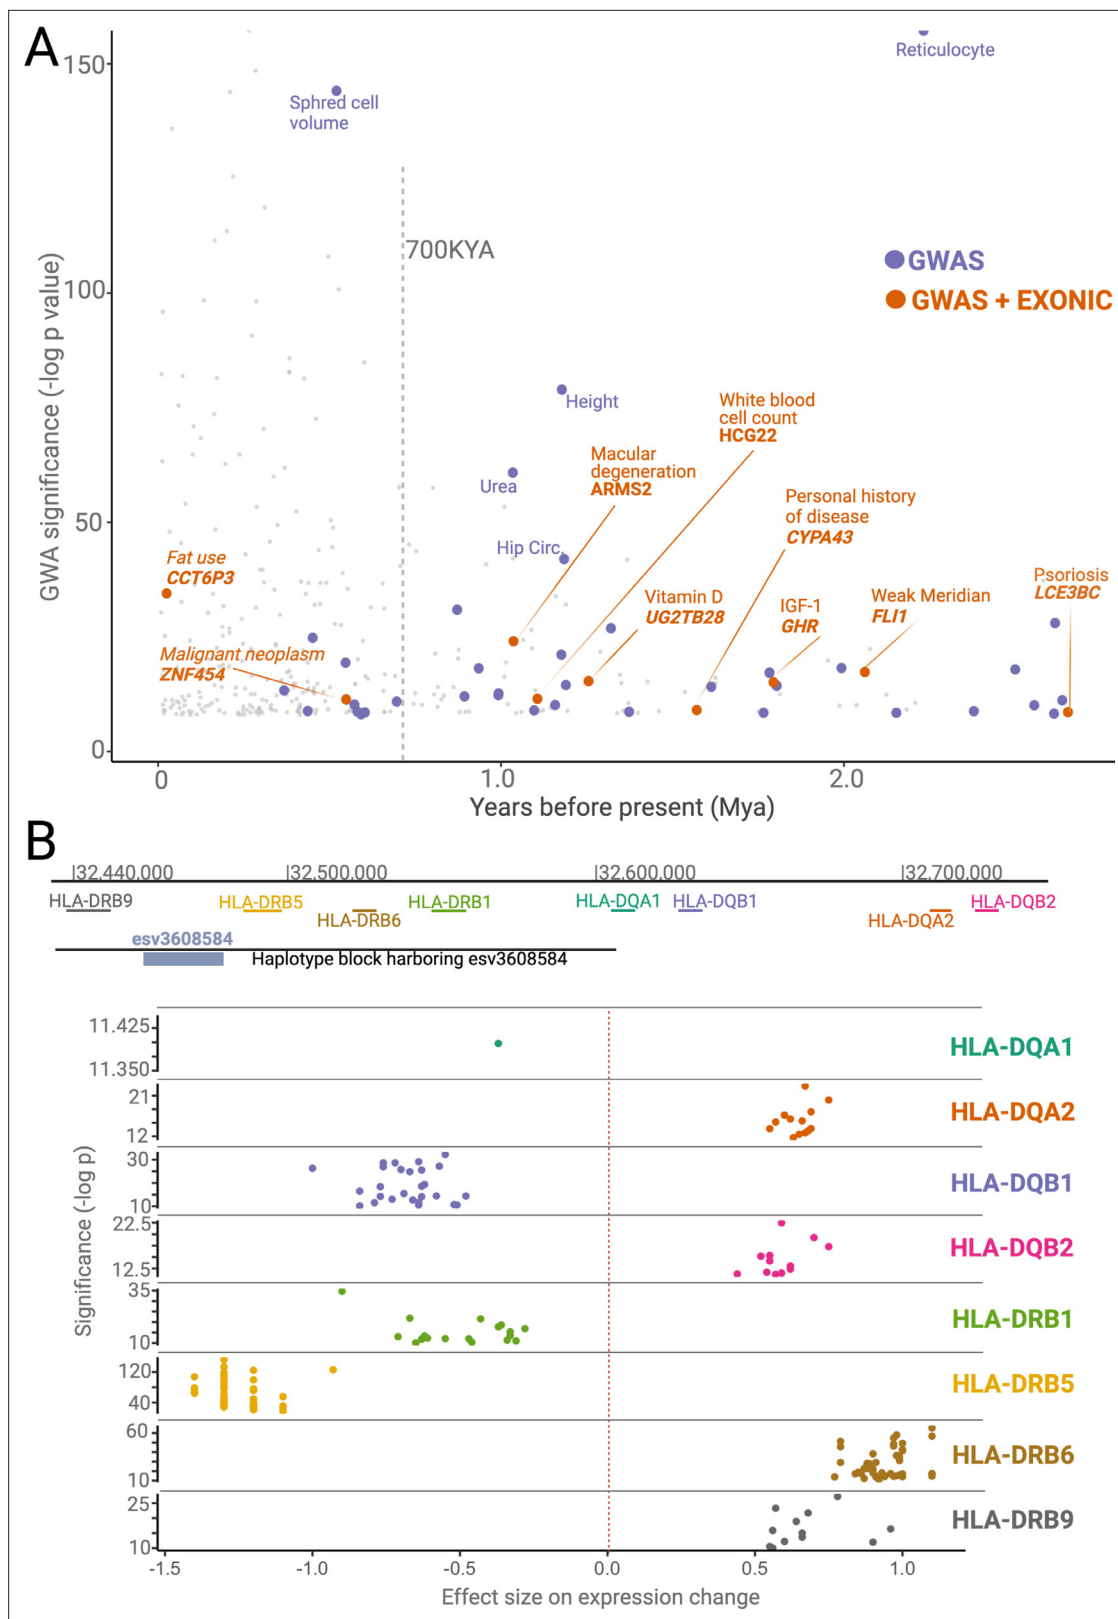 A
150
100
50
0
GWA significance (-log p value)
Reticulocyte
Sphred cell
volume
700KYA
GWAS
GWAS + EXONIC
Height
White blood
cell count
HCG22
Macular
degeneration
ARMS2
Urea
Personal history
of disease
CYPA43
Hip Circ.
Fat use
CCT6P3
Vitamin D
UG2TB28
IGF-1
GHR
Weak Meridian
FLI1
Psoriosis
LCE3BC
Malignant neoplasm
ZNF454
0
1.0
2.0
Years before present (Mya)
B
32,440,000
32,500,000
32,600,000
32,700,000
HLA-DRB9
HLA-DRB5
HLA-DRB6
HLA-DRB1
HLA-DQA1
HLA-DQB1
HLA-DQA2
HLA-DQB2
esv3608584
Haplotype block harboring esv3608584
Significance (-log p)
11.425
11.350
HLA-DQA1
21
12
HLA-DQA2
30
10
HLA-DQB1
22.5
12.5
HLA-DQB2
35
10
HLA-DRB1
120
40
HLA-DRB5
60
10
HLA-DRB6
25
10
HLA-DRB9
-1.5
-1.0
-0.5
0.0
0.5
1.0
Effect size on expression change